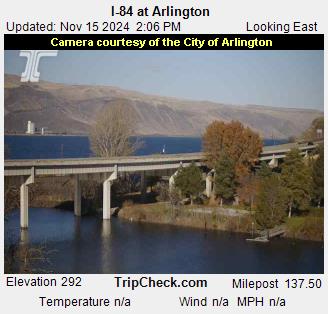 I-84 at Arlington
Updated: Nov 15 2024 2:06 PM Looking East
Camera courtesy of the City of Arlington
Elevation 292 TripCheck.com Milepost 137.50
Temperature n/a Wind n/a MPH n/a